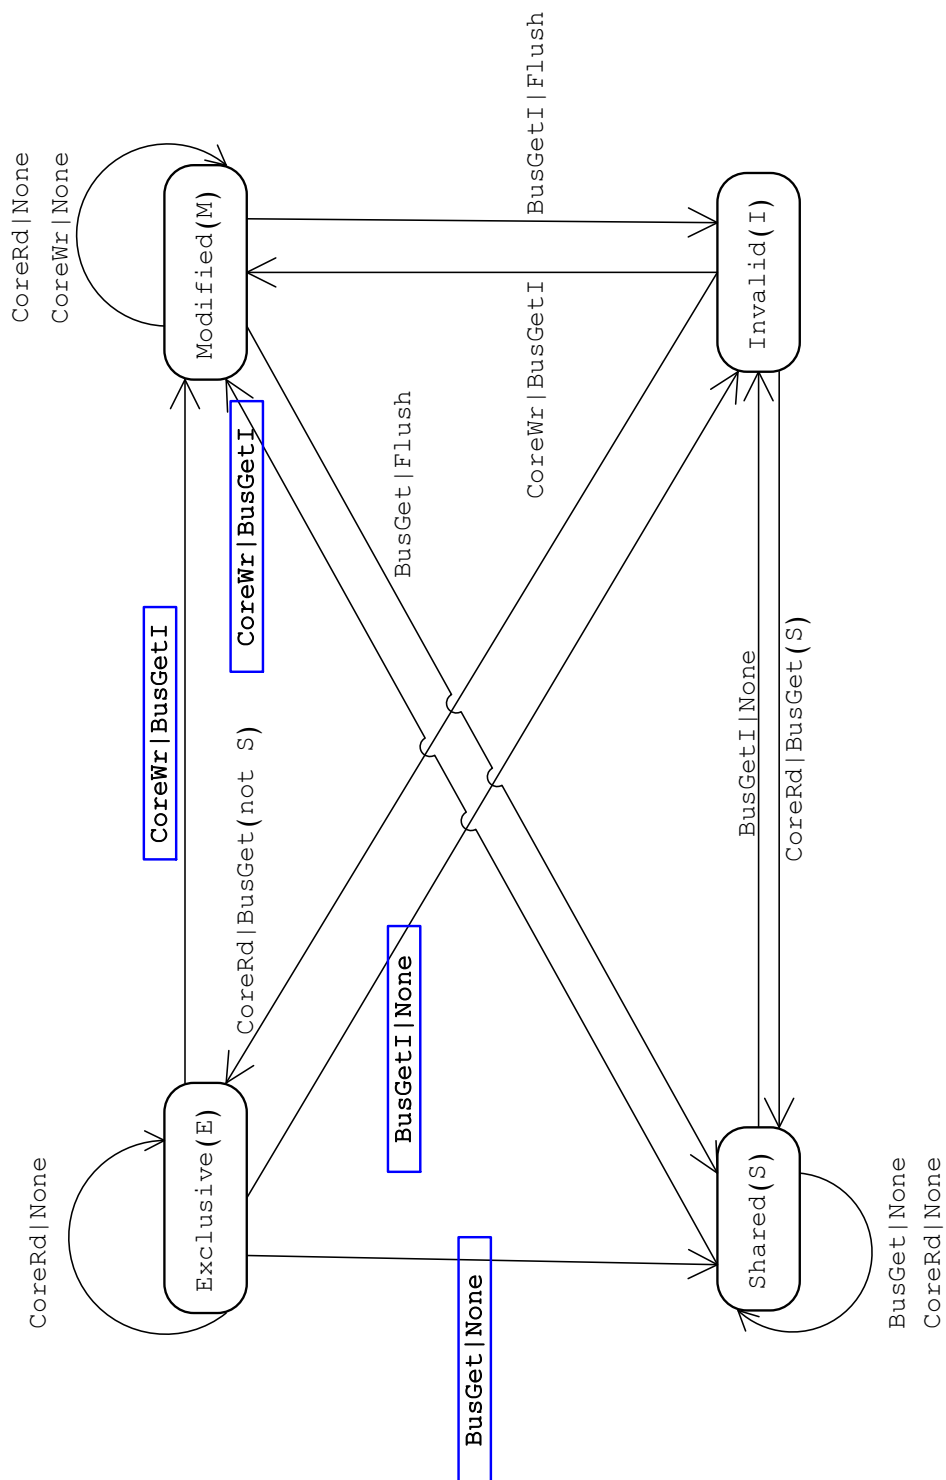 CoreRd|None
CoreWr|None
Modified(M)
BusGetI|Flush
Invalid(I)
CoreWr|BusGetI
BusGet|Flush
CoreWr|BusGetI
CoreWr|BusGetI
CoreRd|BusGet(not S)
BusGetI|None
CoreRd|BusGet(S)
BusGetI|None
CoreRd|None
Exclusive(E)
BusGet|None
Shared(S)
BusGet|None
CoreRd|None